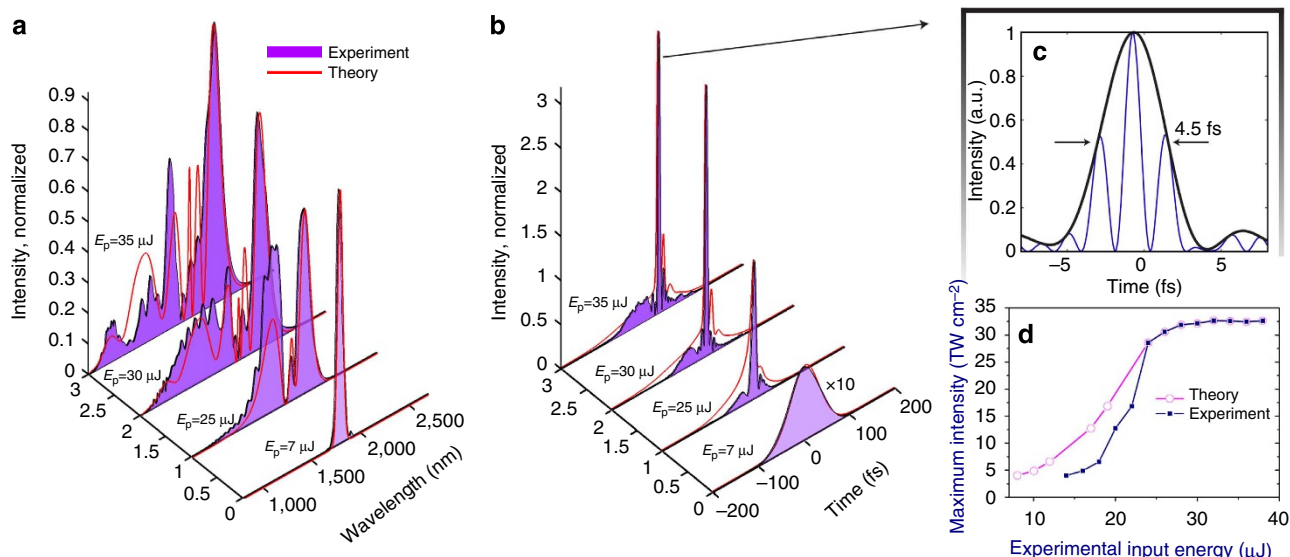 a
Experiment
Theory
Intensity, normalized
0.9
0.8
0.7
0.6
0.5
0.4
0.3
0.2
0.1
0
Ep=35 μJ
Ep=30 μJ
Ep=25 μJ
Ep=7 μJ
3
2.5
2
1.5
1
0.5
0
1,000
1,500
2,000
2,500
Wavelength (nm)
b
Intensity, normalized
3
2.5
2
1.5
1
0.5
0
Ep=35 μJ
Ep=30 μJ
Ep=25 μJ
Ep=7 μJ
×10
3
2.5
2
1.5
1
0.5
0
−200
−100
0
100
200
Time (fs)
c
Intensity (a.u.)
1
0.8
0.6
0.4
0.2
0
4.5 fs
−5 0 5
Time (fs)
d
Maximum intensity (TW cm−2)
35
30
25
20
15
10
5
0
Theory
Experiment
10 20 30 40
Experimental input energy (μJ)